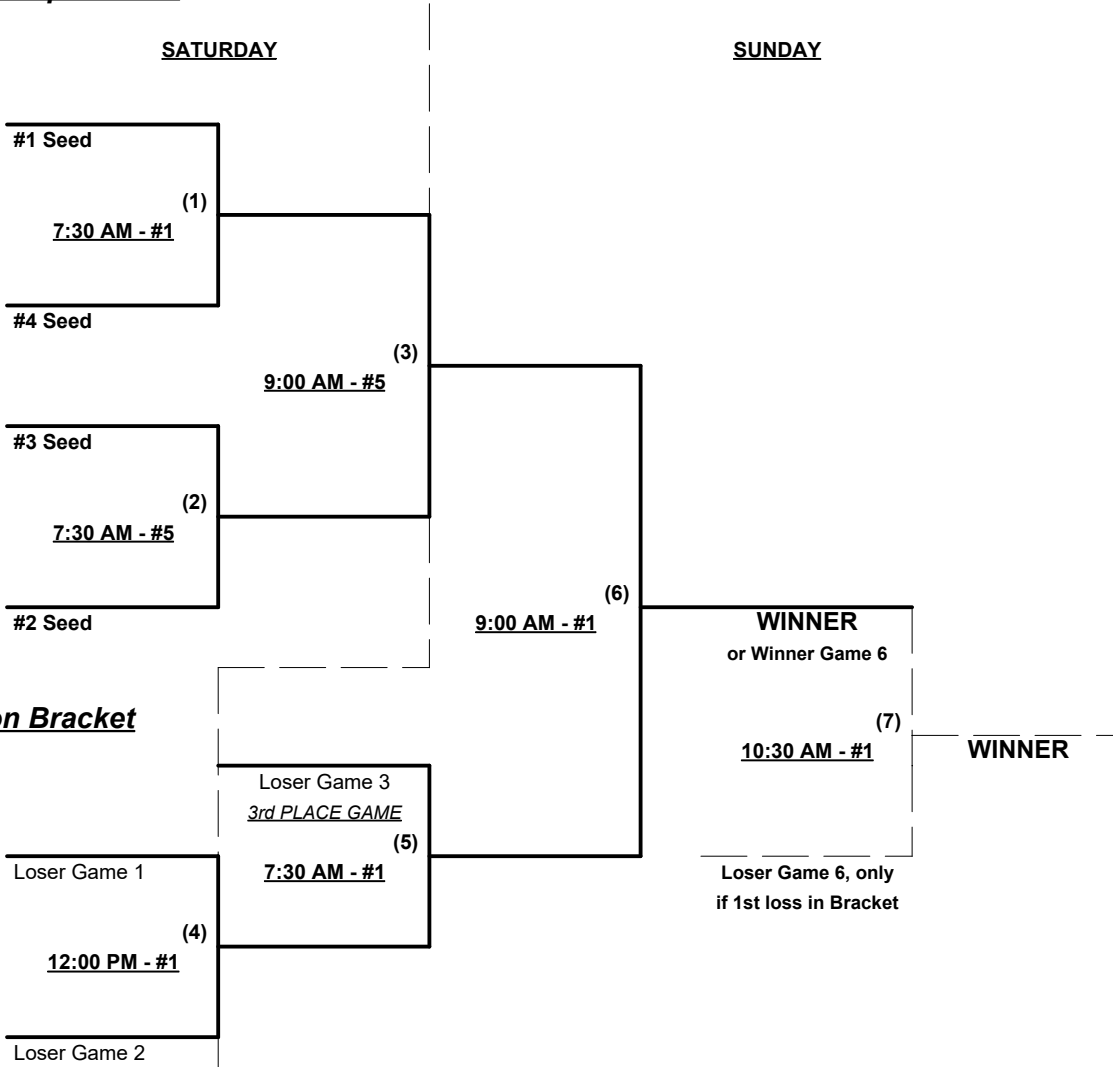 SATURDAY
SUNDAY
#1 Seed
(1)
7:30 AM - #1
#4 Seed
(3)
9:00 AM - #5
#3 Seed
(2)
7:30 AM - #5
#2 Seed
(6)
9:00 AM - #1
WINNER
or Winner Game 6
Bracket
(7)
10:30 AM - #1
WINNER
Loser Game 3
3rd PLACE GAME
(5)
7:30 AM - #1
Loser Game 1
Loser Game 6, only
if 1st loss in Bracket
(4)
12:00 PM - #1
Loser Game 2